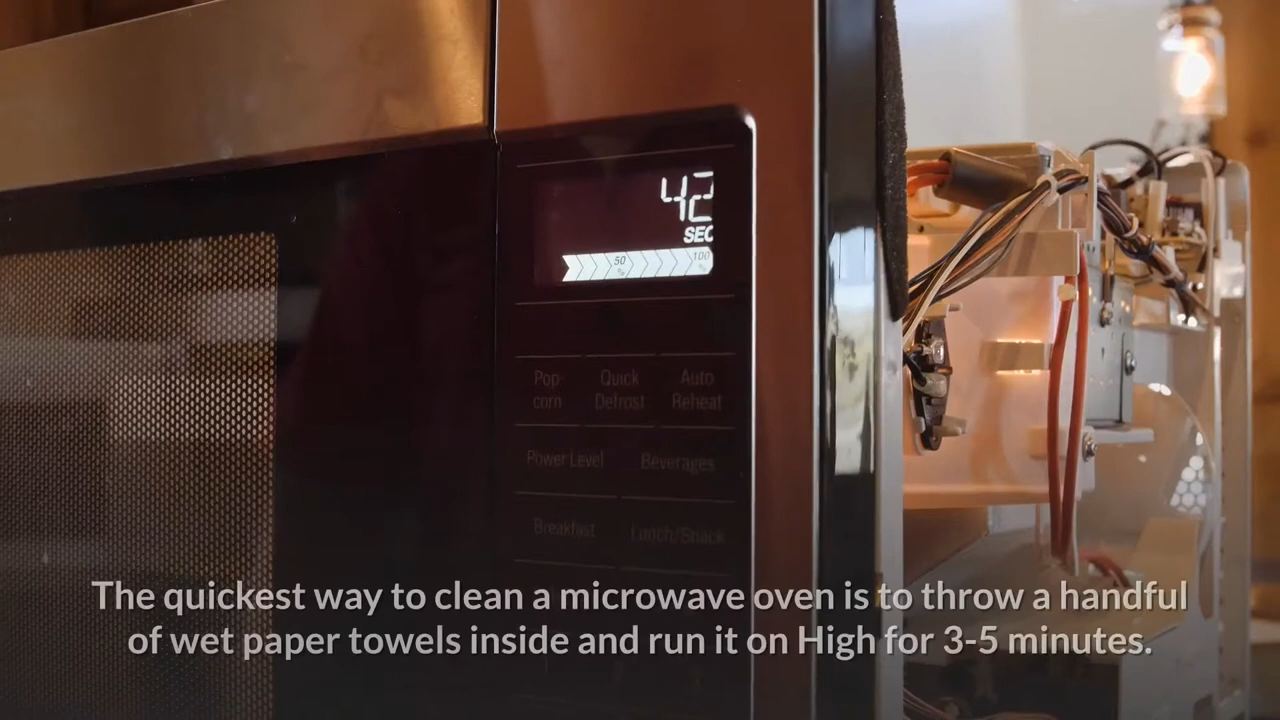 42
SEC
50
%
100
%
Pop-
corn
Quick
Defrost
Auto
Reheat
Power Level
Beverages
Breakfast
Lunch/Snack
The quickest way to clean a microwave oven is to throw a handful
of wet paper towels inside and run it on High for 3-5 minutes.